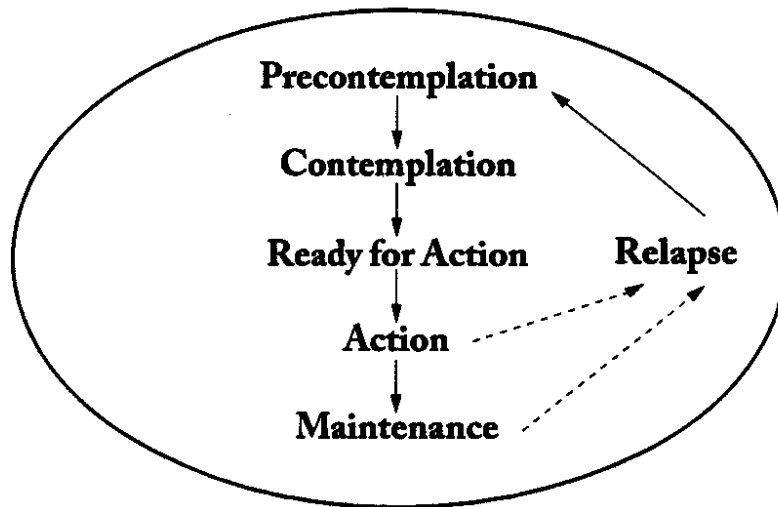 Precontemplation
Contemplation
Ready for Action
Relapse
Action
Maintenance